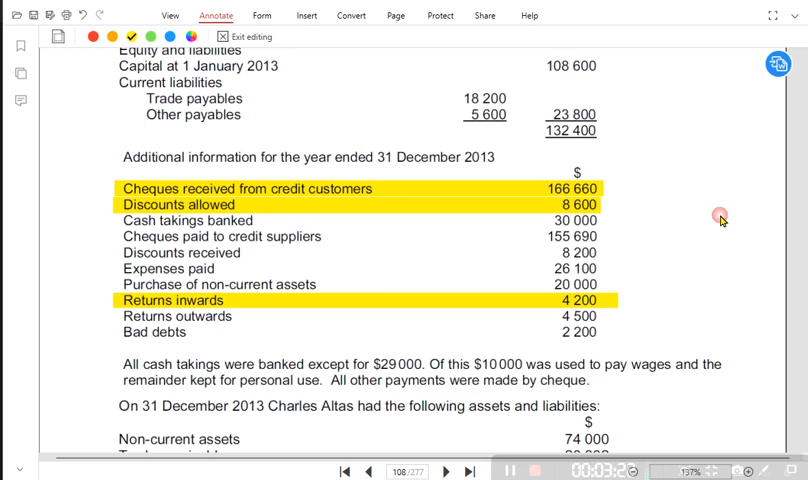 View Annotate Form Insert Convert Page Protect Share Help
Exit editing
Equity and liabilities
Capital at 1 January 2013 108 600
Current liabilities
Trade payables 18 200
Other payables 5 600 23 800
132 400
Additional information for the year ended 31 December 2013
$
Cheques received from credit customers 166 660
Discounts allowed 8 600
Cash takings banked 30 000
Cheques paid to credit suppliers 155 690
Discounts received 8 200
Expenses paid 26 100
Purchase of non-current assets 20 000
Returns inwards 4 200
Returns outwards 4 500
Bad debts 2 200
All cash takings were banked except for $29 000. Of this $10 000 was used to pay wages and the
remainder kept for personal use. All other payments were made by cheque.
On 31 December 2013 Charles Altas had the following assets and liabilities:
$
Non-current assets 74 000
108 /277